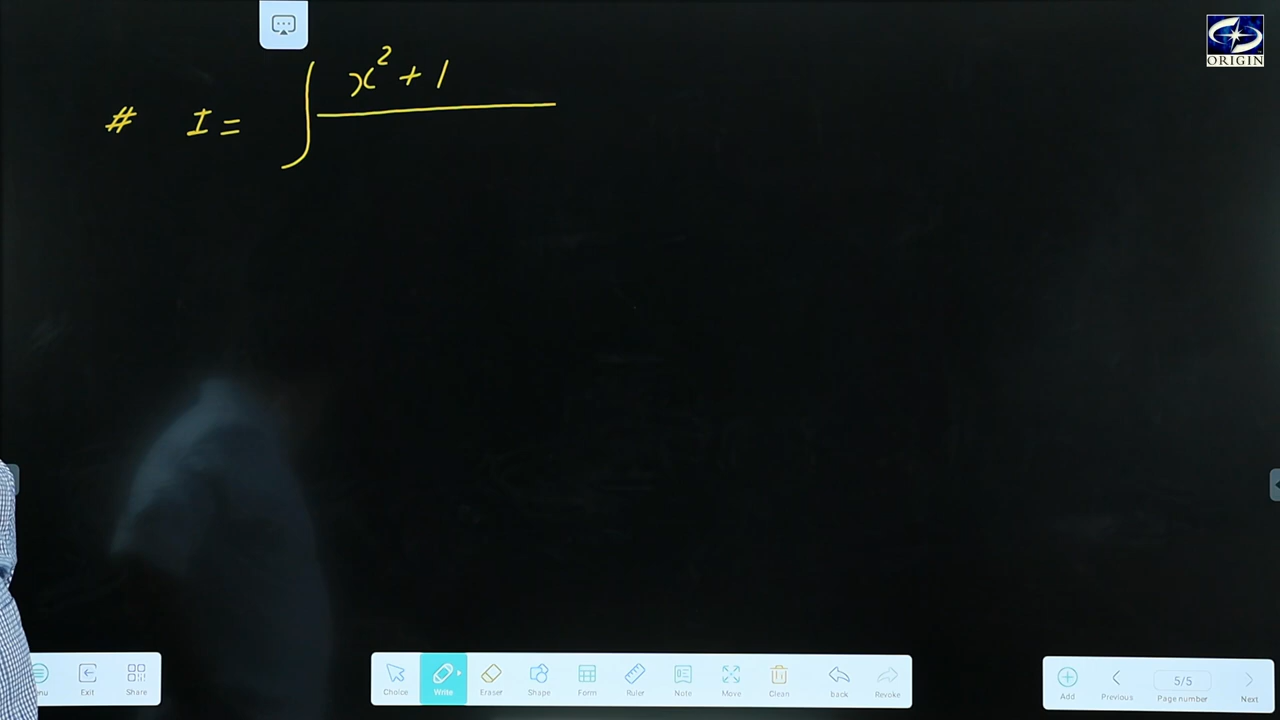 # I = ∫ x² + 1
ORIGIN
Exit
Share
Choice
Write
Eraser
Shape
Form
Ruler
Note
Move
Clean
back
Revoke
Add
Previous
5/5
Page number
Next